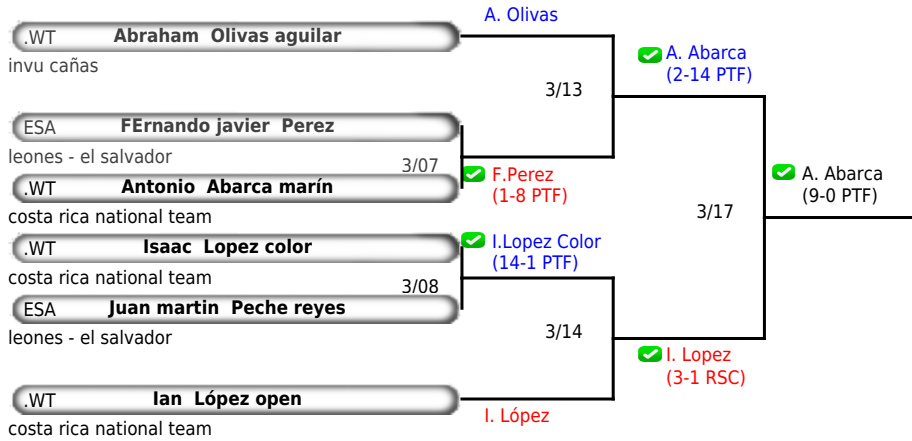 A. Olivas
.WT Abraham Olivas aguilar
invu cañas
A. Abarca
(2-14 PTF)
3/13
ESA FErnando javier Perez
leones - el salvador
3/07
F.Perez
(1-8 PTF)
.WT Antonio Abarca marín
costa rica national team
A. Abarca
(9-0 PTF)
3/17
.WT Isaac Lopez color
costa rica national team
I.Lopez Color
(14-1 PTF)
3/08
ESA Juan martin Peche reyes
leones - el salvador
3/14
I. Lopez
(3-1 RSC)
.WT Ian López open
costa rica national team
I. López